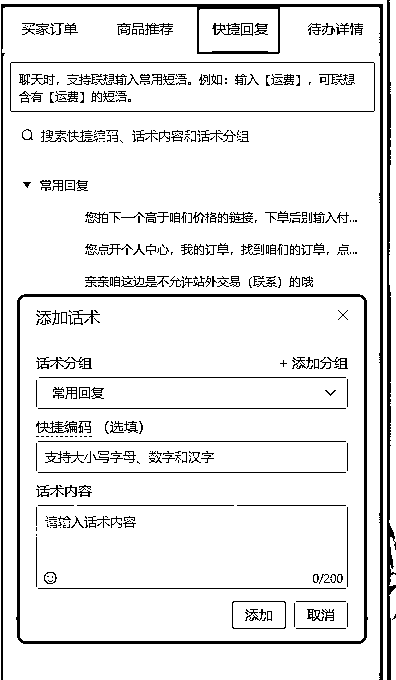 买家订单 商品推荐 快捷回复 待办详情
聊天时，支持联想输入常用短语。例如：输入【运费】，可联想
含有【运费】的短语。
搜索快捷编码、话术内容和话术分组
常用回复
您拍下一个高于咱们价格的链接，下单后别输入付...
您点开个人中心，我的订单，找到咱们的订单，点...
亲亲咱这边是不允许站外交易（联系）的哦
添加话术
话术分组 + 添加分组
常用回复
快捷编码 （选填）
支持大小写字母、数字和汉字
话术内容
请输入话术内容
0/200
添加 取消